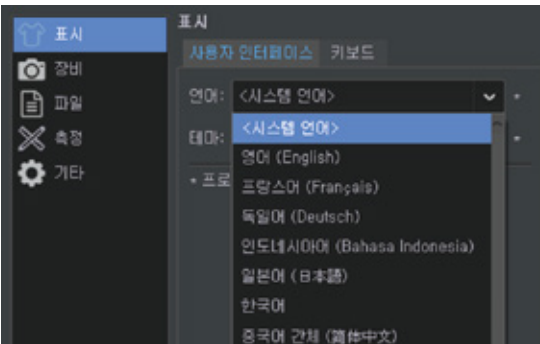 표시
장비
파일
측정
기타
표시
사용자 인터페이스 키보드
언어: <시스템 언어>
테마:
프로
<시스템 언어>
영어 (English)
프랑스어 (Français)
독일어 (Deutsch)
인도네시아어 (Bahasa Indonesia)
일본어 (日本語)
한국어
중국어 간체 (简体中文)